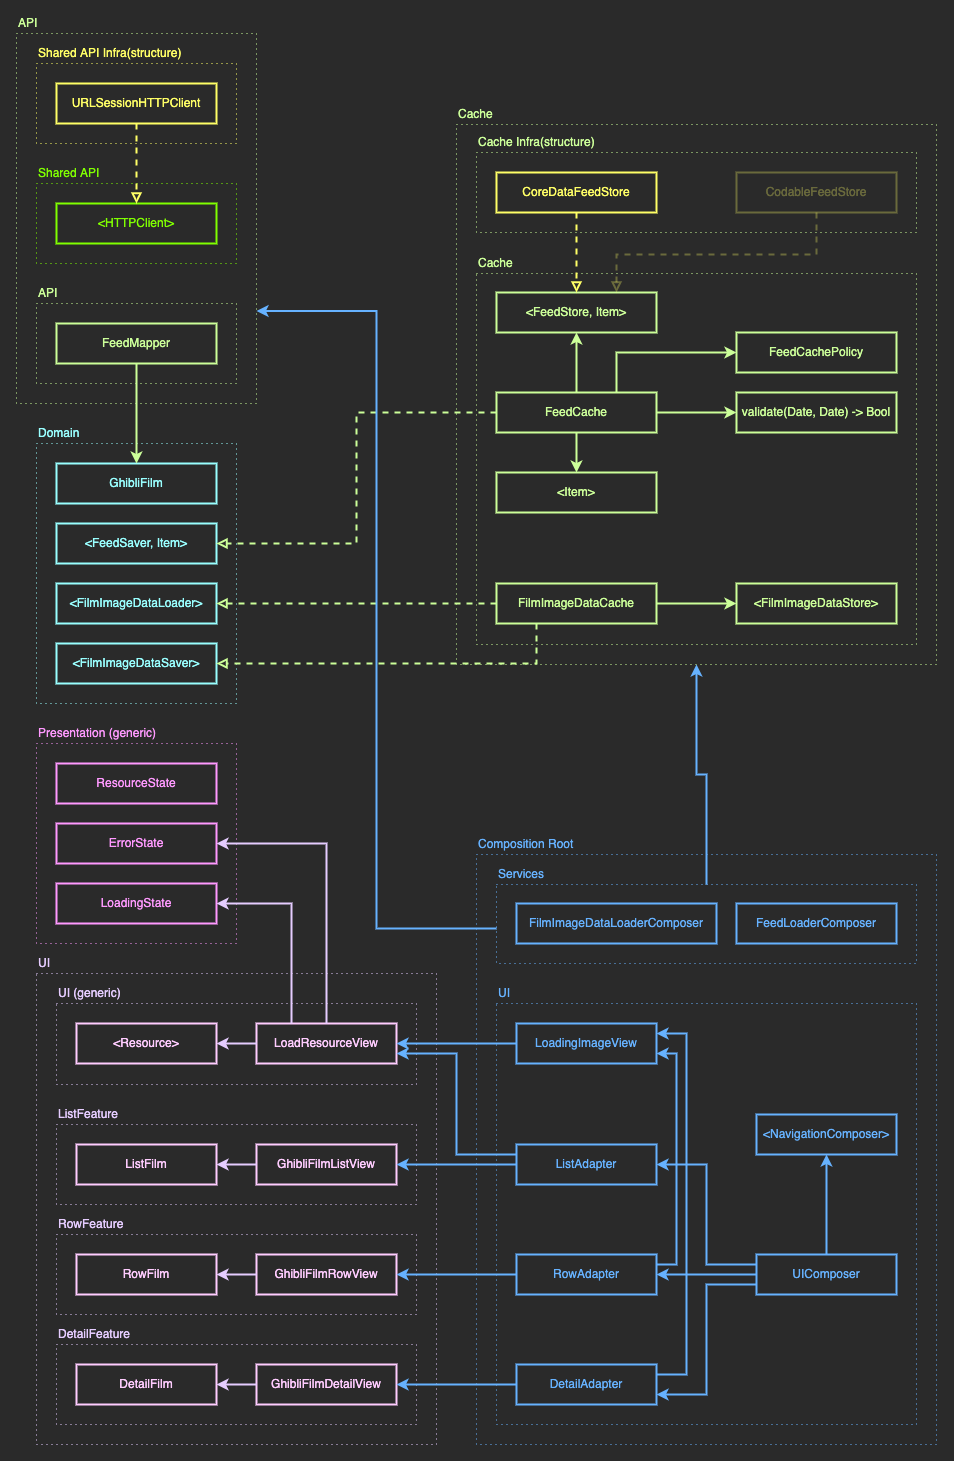 API
Shared API Infra(structure)
URLSessionHTTPClient
Shared API
<HTTPClient>
API
FeedMapper
Domain
GhibliFilm
<FeedSaver, Item>
<FilmImageDataLoader>
<FilmImageDataSaver>
Cache
Cache Infra(structure)
CoreDataFeedStore
CodableFeedStore
Cache
<FeedStore, Item>
FeedCachePolicy
FeedCache
validate(Date, Date) -> Bool
<Item>
FilmImageDataCache
<FilmImageDataStore>
Presentation (generic)
ResourceState
ErrorState
LoadingState
Composition Root
Services
FilmImageDataLoaderComposer
FeedLoaderComposer
UI
UI (generic)
<Resource>
LoadResourceView
ListFeature
ListFilm
GhibliFilmListView
RowFeature
RowFilm
GhibliFilmRowView
DetailFeature
DetailFilm
GhibliFilmDetailView
UI
LoadingImageView
<NavigationComposer>
ListAdapter
RowAdapter
UIComposer
DetailAdapter